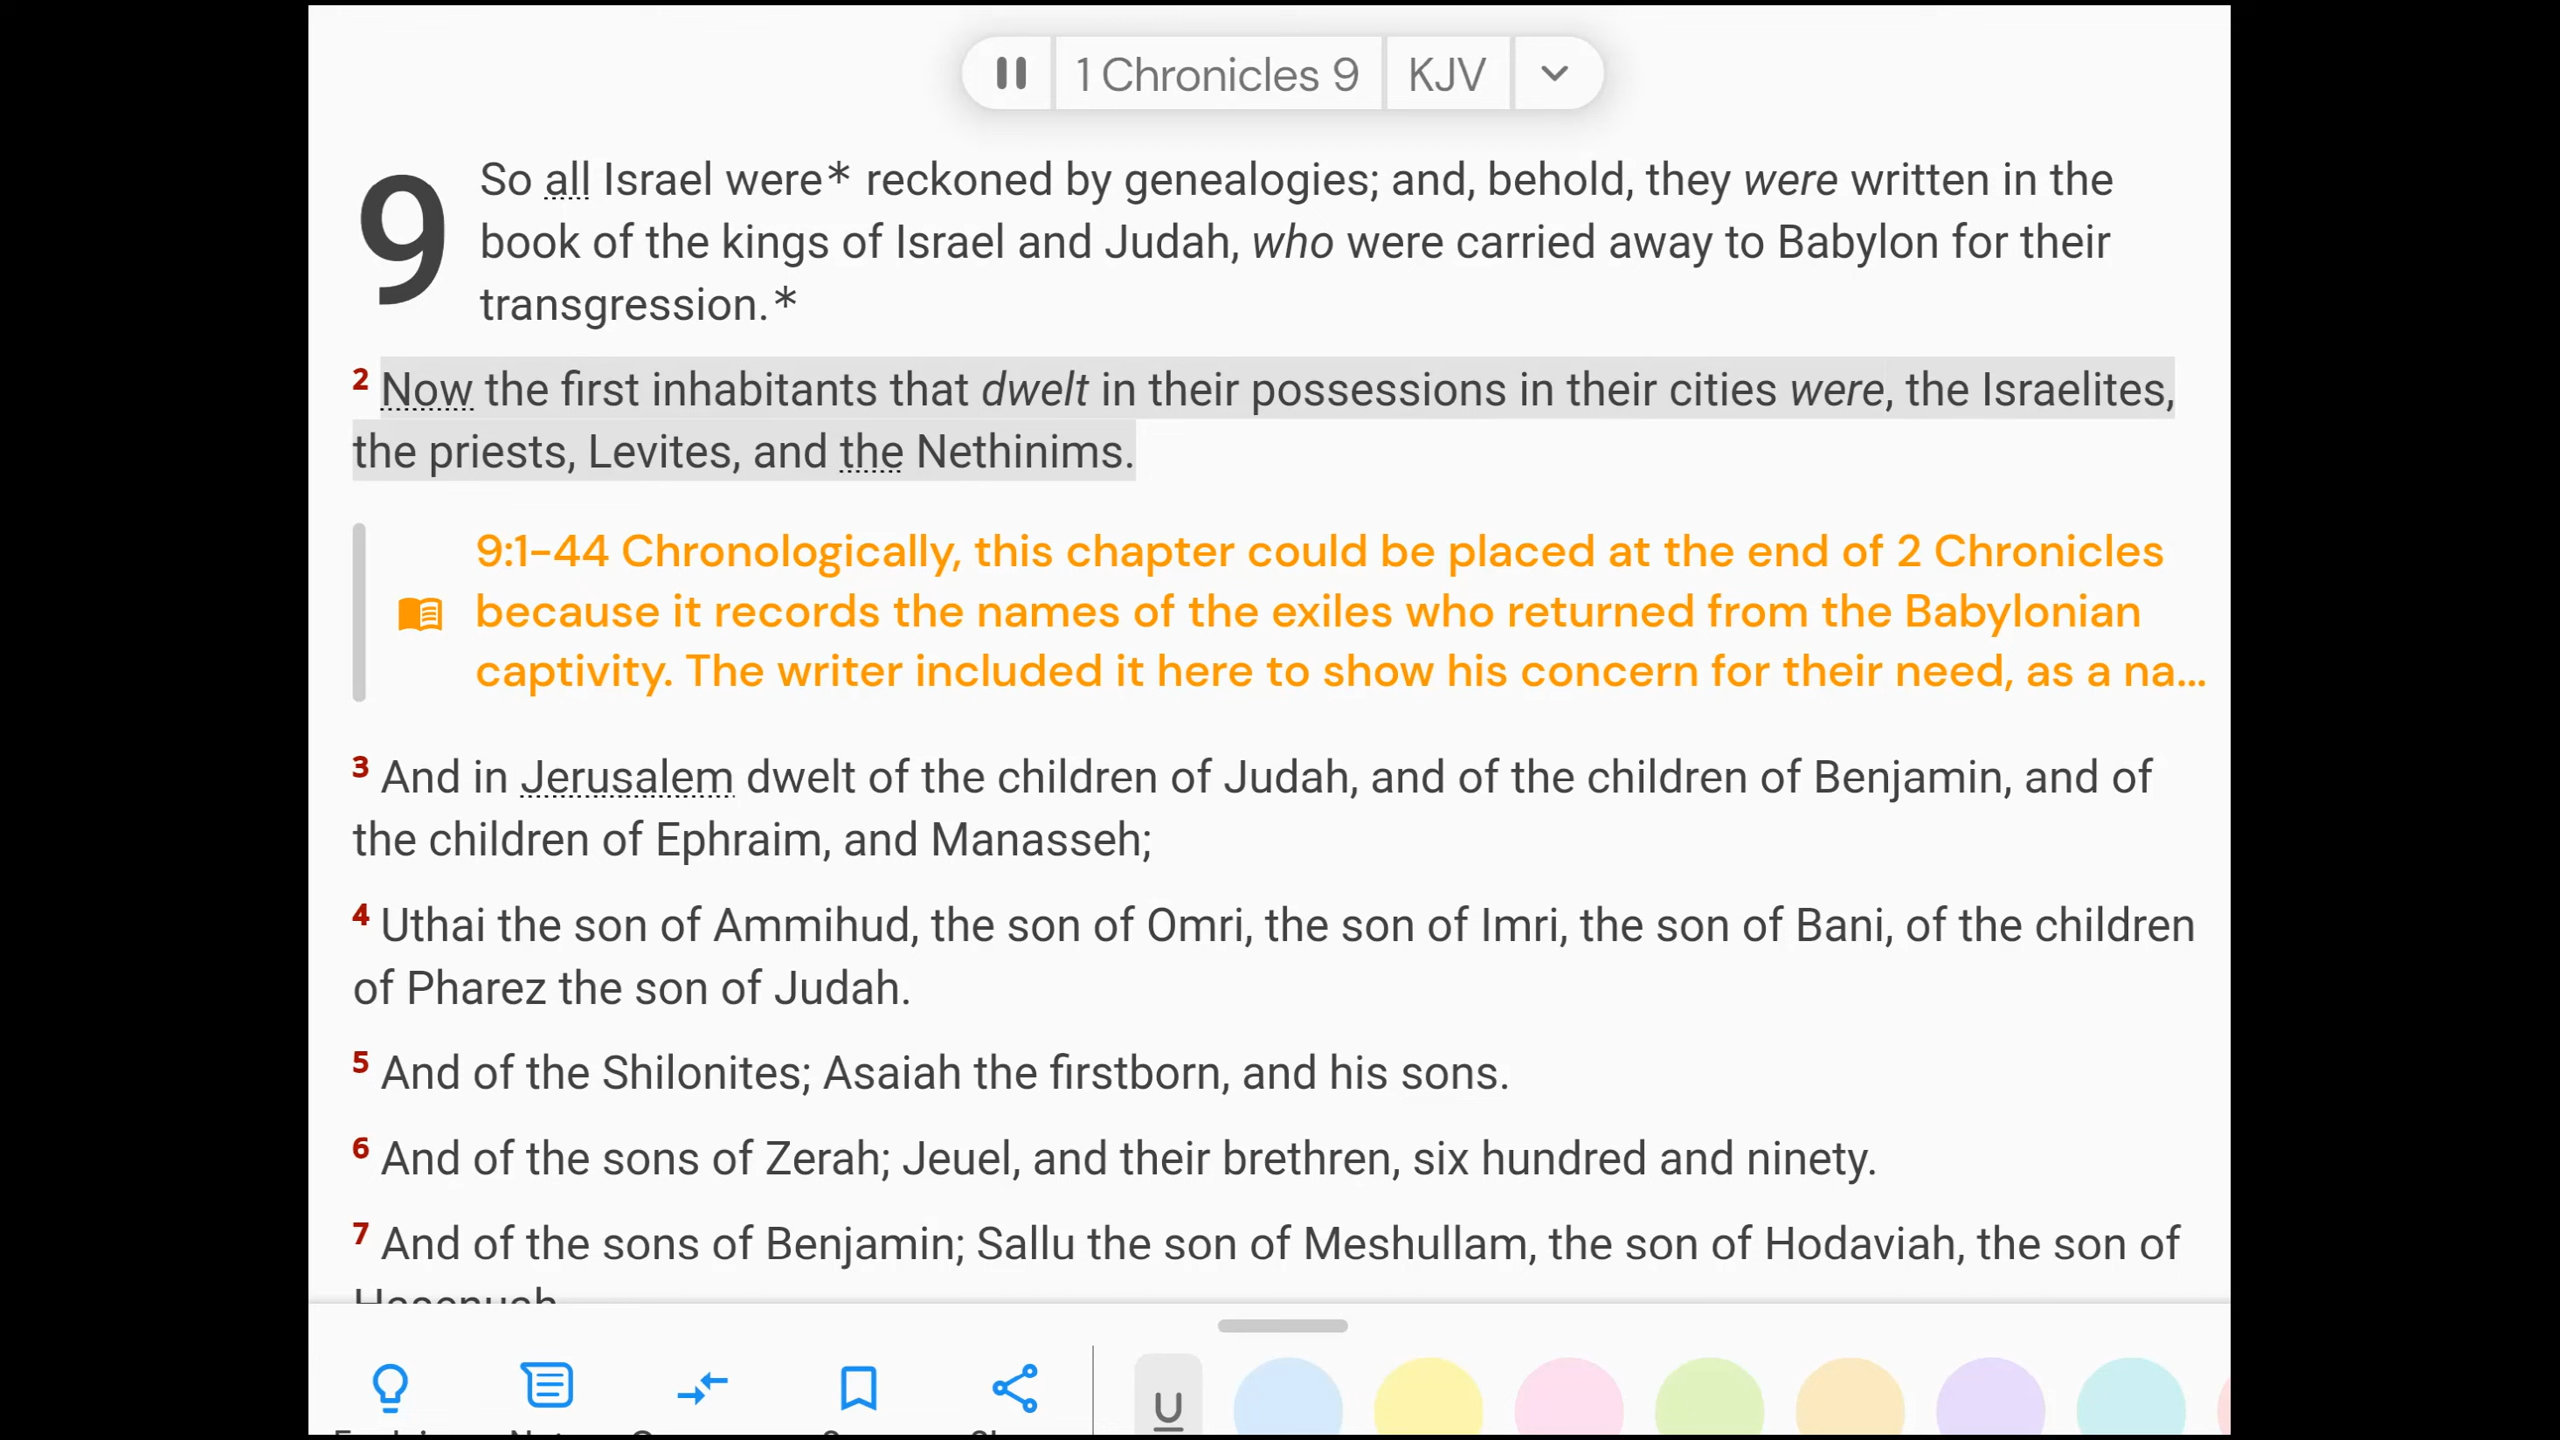 1 Chronicles 9 KJV
9 So all Israel were* reckoned by genealogies; and, behold, they were written in the
book of the kings of Israel and Judah, who were carried away to Babylon for their
transgression.*
2 Now the first inhabitants that dwelt in their possessions in their cities were, the Israelites,
the priests, Levites, and the Nethinims.
9:1-44 Chronologically, this chapter could be placed at the end of 2 Chronicles
because it records the names of the exiles who returned from the Babylonian
captivity. The writer included it here to show his concern for their need, as a na...
3 And in Jerusalem dwelt of the children of Judah, and of the children of Benjamin, and of
the children of Ephraim, and Manasseh;
4 Uthai the son of Ammihud, the son of Omri, the son of Imri, the son of Bani, of the children
of Pharez the son of Judah.
5 And of the Shilonites; Asaiah the firstborn, and his sons.
6 And of the sons of Zerah; Jeuel, and their brethren, six hundred and ninety.
7 And of the sons of Benjamin; Sallu the son of Meshullam, the son of Hodaviah, the son of
U